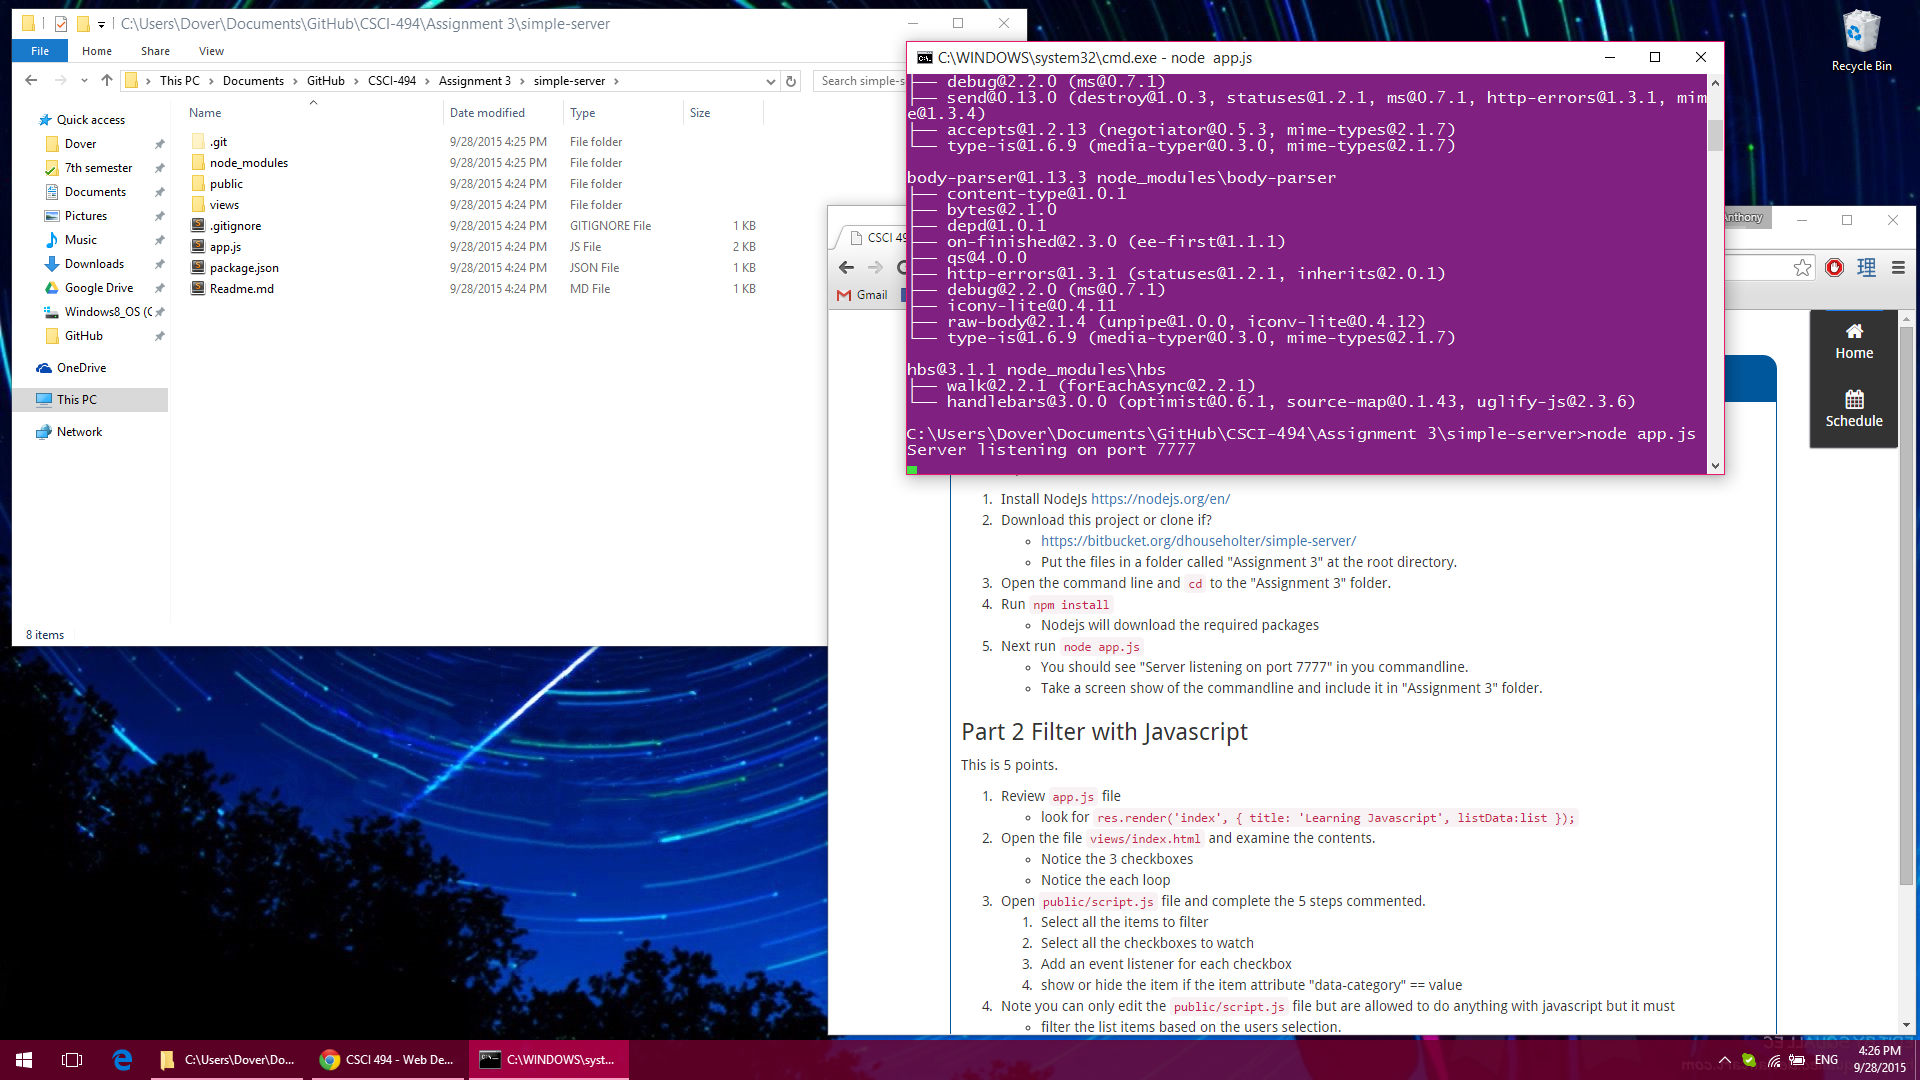 C:\Users\Dover\Documents\GitHub\CSCI-494\Assignment 3\simple-server
File Home Share View
This PC Documents GitHub CSCI-494 Assignment 3 simple-server
Search simple-s
Quick access
Dover
7th semester
Documents
Pictures
Music
Downloads
Google Drive
Windows8_OS (C
GitHub
OneDrive
This PC
Network
Name Date modified Type Size
.git 9/28/2015 4:25 PM File folder
node_modules 9/28/2015 4:25 PM File folder
public 9/28/2015 4:24 PM File folder
views 9/28/2015 4:24 PM File folder
.gitignore 9/28/2015 4:24 PM GITIGNORE File 1 KB
app.js 9/28/2015 4:24 PM JS File 2 KB
package.json 9/28/2015 4:24 PM JSON File 1 KB
Readme.md 9/28/2015 4:24 PM MD File 1 KB
8 items
C:\WINDOWS\system32\cmd.exe - node app.js
├── debug@2.2.0 (ms@0.7.1)
├── send@0.13.0 (destroy@1.0.3, statuses@1.2.1, ms@0.7.1, http-errors@1.3.1, mim
e@1.3.4)
├── accepts@1.2.13 (negotiator@0.5.3, mime-types@2.1.7)
└── type-is@1.6.9 (media-typer@0.3.0, mime-types@2.1.7)
body-parser@1.13.3 node_modules\body-parser
├── content-type@1.0.1
├── bytes@2.1.0
├── depd@1.0.1
├── on-finished@2.3.0 (ee-first@1.1.1)
├── qs@4.0.0
├── http-errors@1.3.1 (statuses@1.2.1, inherits@2.0.1)
├── debug@2.2.0 (ms@0.7.1)
├── iconv-lite@0.4.11
├── raw-body@2.1.4 (unpipe@1.0.0, iconv-lite@0.4.12)
└── type-is@1.6.9 (media-typer@0.3.0, mime-types@2.1.7)
hbs@3.1.1 node_modules\hbs
├── walk@2.2.1 (forEachAsync@2.2.1)
└── handlebars@3.0.0 (optimist@0.6.1, source-map@0.1.43, uglify-js@2.3.6)
C:\Users\Dover\Documents\GitHub\CSCI-494\Assignment 3\simple-server>node app.js
Server listening on port 7777
Recycle Bin
Anthony
CSCI 49
理
Gmail
Home
Schedule
1. Install NodeJs https://nodejs.org/en/
2. Download this project or clone if?
https://bitbucket.org/dhouseholter/simple-server/
Put the files in a folder called "Assignment 3" at the root directory.
3. Open the command line and cd to the "Assignment 3" folder.
4. Run npm install
Nodejs will download the required packages
5. Next run node app.js
You should see "Server listening on port 7777" in you commandline.
Take a screen show of the commandline and include it in "Assignment 3" folder.
Part 2 Filter with Javascript
This is 5 points.
1. Review app.js file
look for res.render('index', { title: 'Learning Javascript', listData:list });
2. Open the file views/index.html and examine the contents.
Notice the 3 checkboxes
Notice the each loop
3. Open public/script.js file and complete the 5 steps commented.
1. Select all the items to filter
2. Select all the checkboxes to watch
3. Add an event listener for each checkbox
4. show or hide the item if the item attribute "data-category" == value
4. Note you can only edit the public/script.js file but are allowed to do anything with javascript but it must
filter the list items based on the users selection.
C:\Users\Dover\Do... CSCI 494 - Web De... C:\WINDOWS\syst... ENG 4:26 PM
9/28/2015